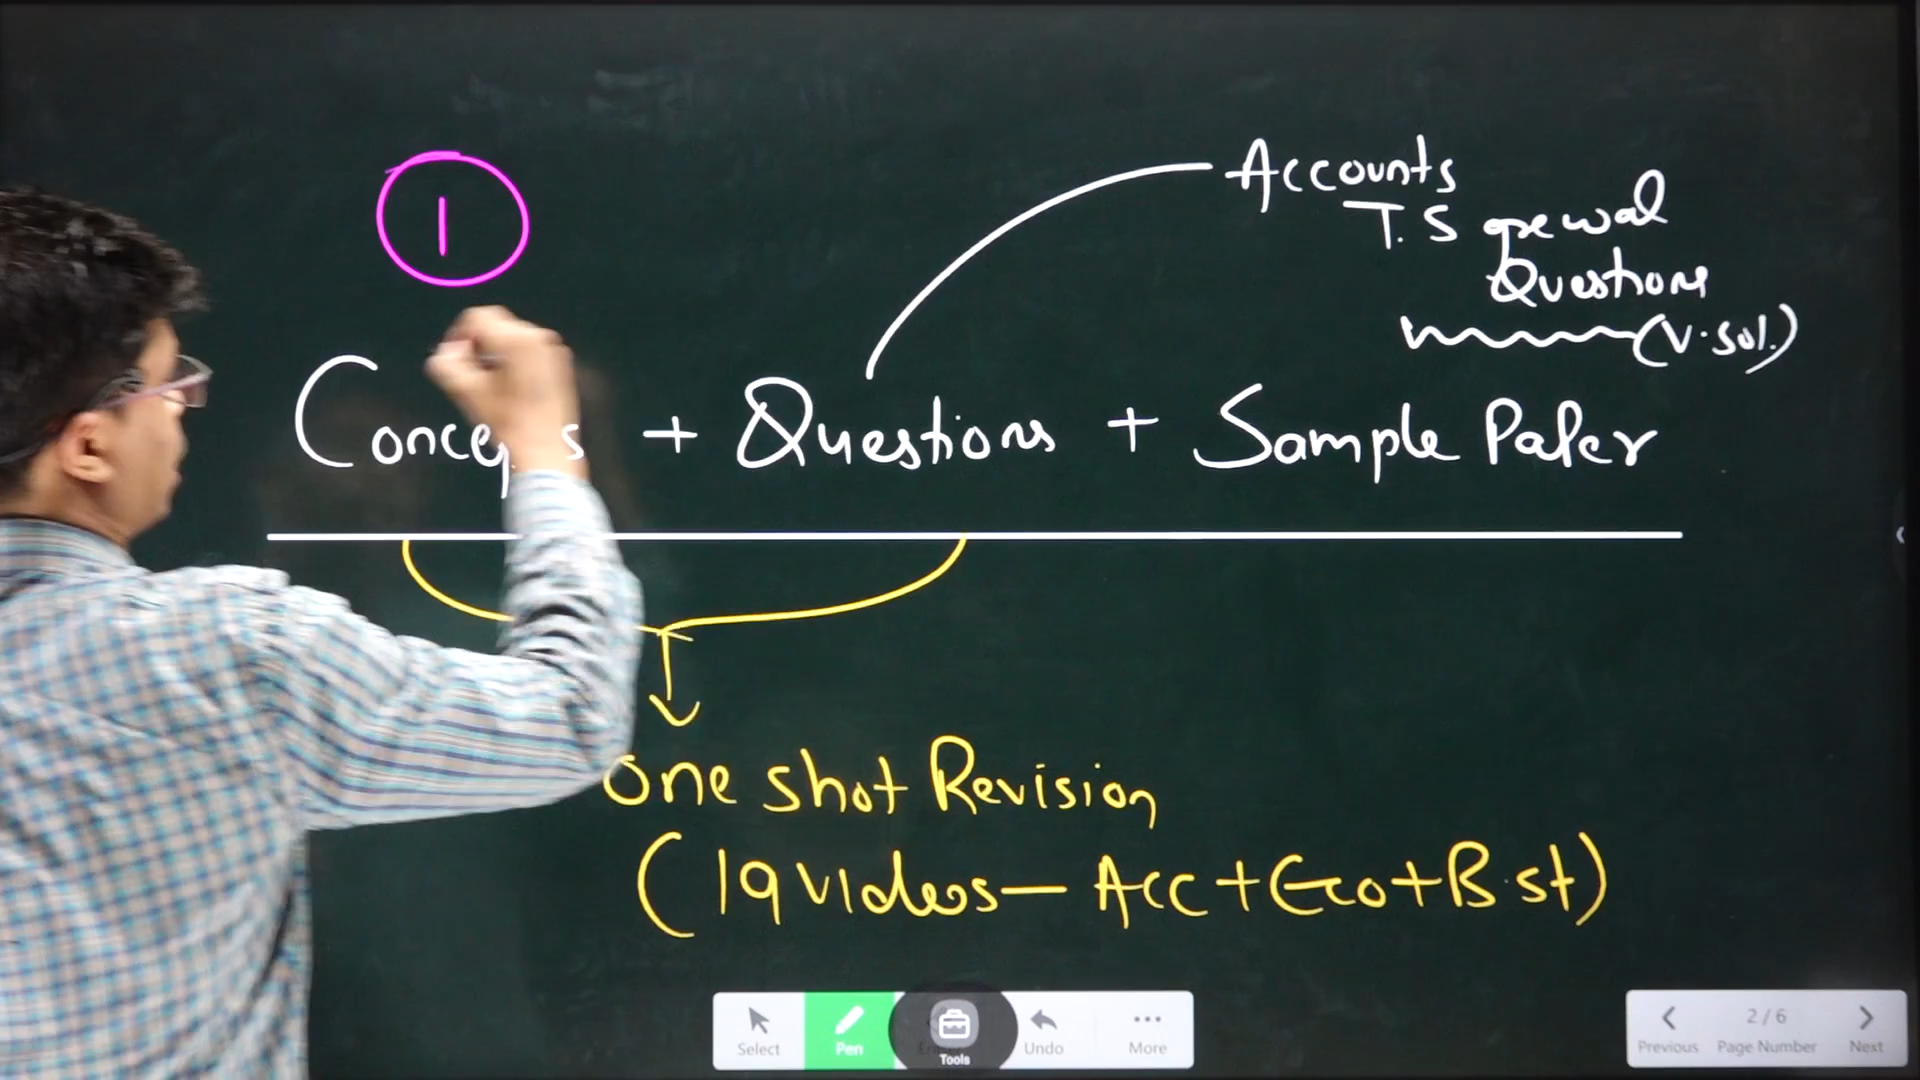 1
Accounts
T.S grewal
Questions
(V.Sol.)
Concepts + Questions + Sample Paper
One shot Revision
(19 Videos — Acc + Eco + B.st)
Select
Pen
Tools
Undo
More
2 / 6
Previous
Page Number
Next